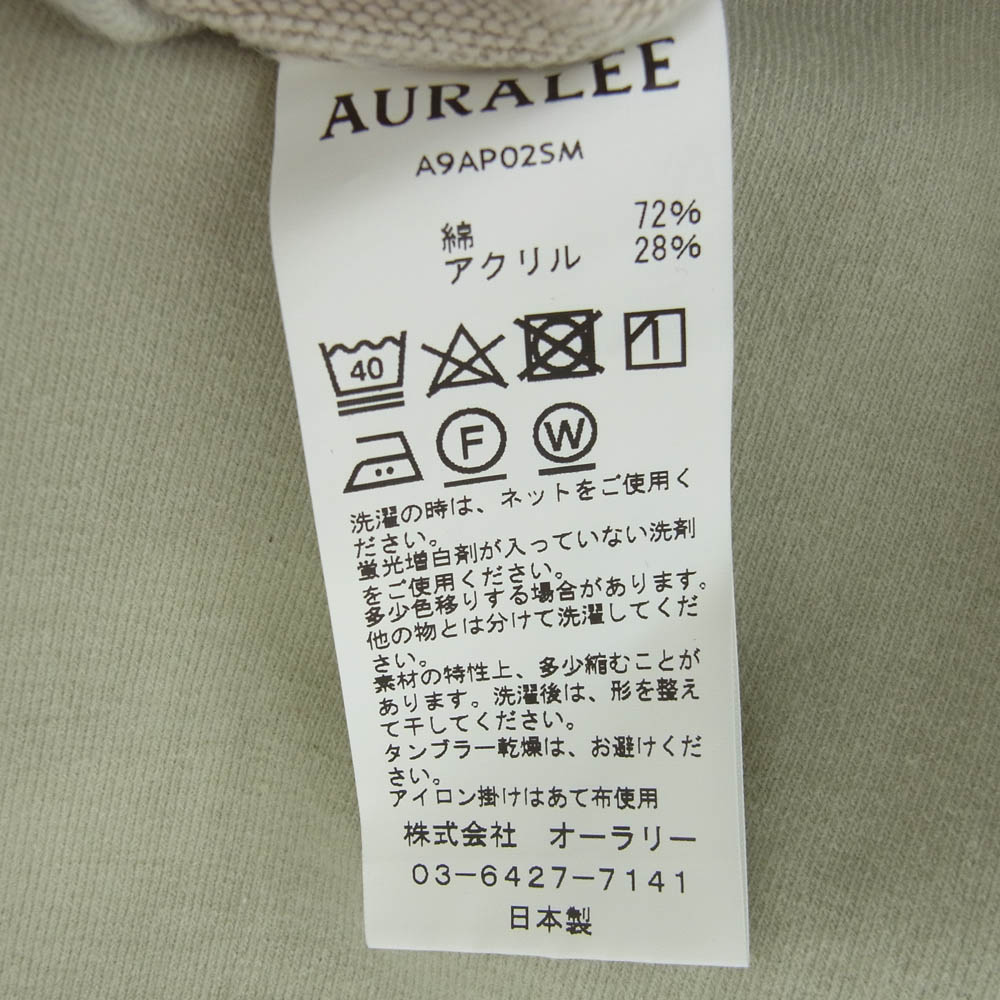 AURALEE
A9AP02SM
綿 72%
アクリル 28%
40
F W
洗濯の時は、ネットをご使用く
ださい。
蛍光増白剤が入っていない洗剤
をご使用ください。
多少色移りする場合があります。
他の物とは分けて洗濯してくだ
さい。
素材の特性上、多少縮むことが
あります。洗濯後は、形を整え
て干してください。
タンブラー乾燥は、お避けくだ
さい。
アイロン掛けはあて布使用
株式会社 オーラリー
03-6427-7141
日本製